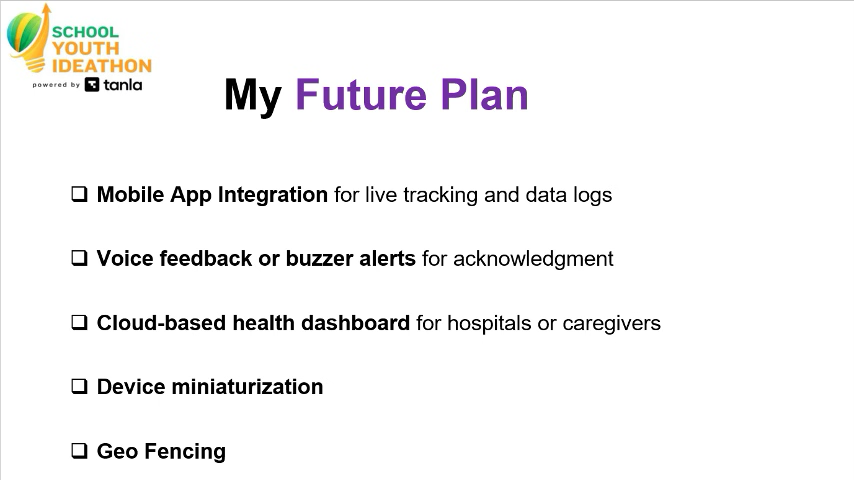 SCHOOL
YOUTH
IDEATHON
powered by tanla
My Future Plan
❑ Mobile App Integration for live tracking and data logs
❑ Voice feedback or buzzer alerts for acknowledgment
❑ Cloud-based health dashboard for hospitals or caregivers
❑ Device miniaturization
❑ Geo Fencing